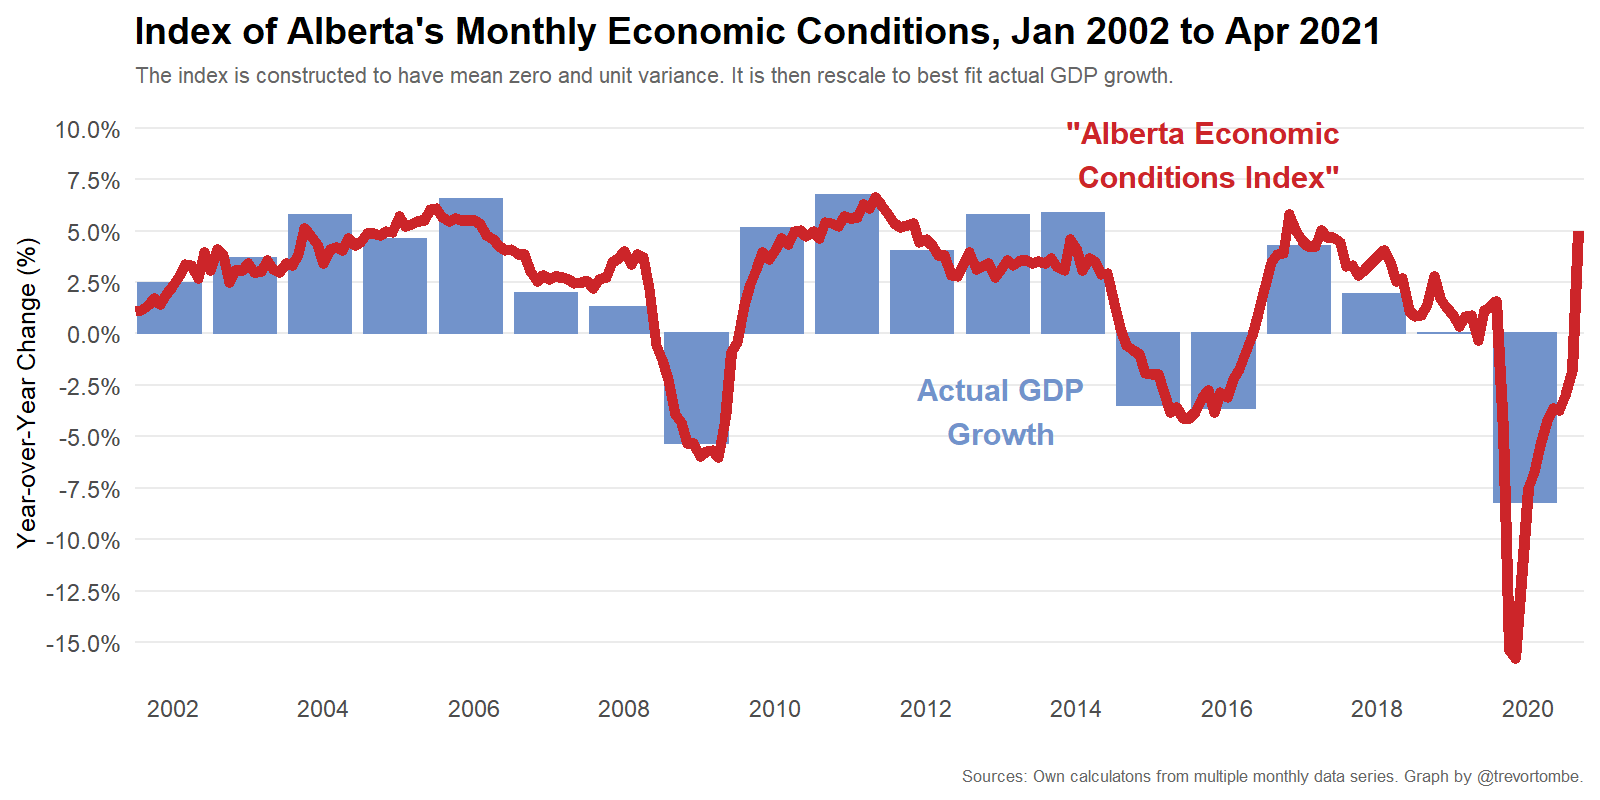 Index of Alberta's Monthly Economic Conditions, Jan 2002 to Apr 2021
The index is constructed to have mean zero and unit variance. It is then rescale to best fit actual GDP growth.
Year-over-Year Change (%)
10.0%
7.5%
5.0%
2.5%
0.0%
-2.5%
-5.0%
-7.5%
-10.0%
-12.5%
-15.0%
"Alberta Economic
Conditions Index"
Actual GDP
Growth
2002 2004 2006 2008 2010 2012 2014 2016 2018 2020
Sources: Own calculatons from multiple monthly data series. Graph by @trevortombe.